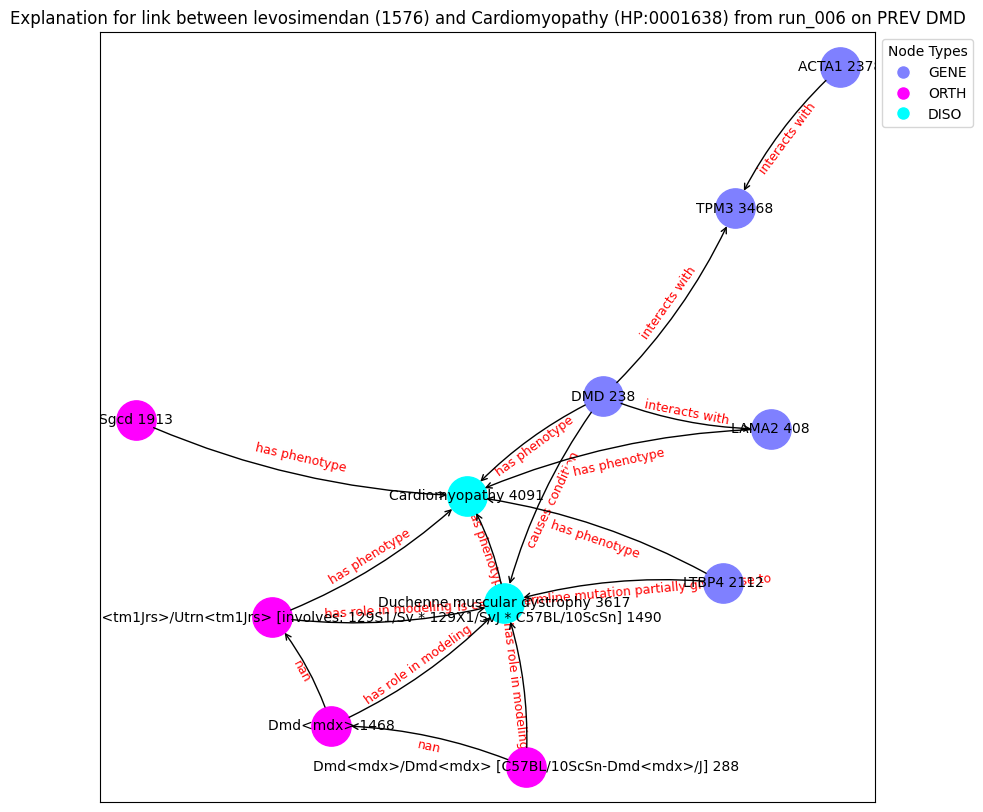 Explanation for link between levosimendan (1576) and Cardiomyopathy (HP:0001638) from run_006 on PREV DMD
Node Types
GENE
ORTH
DISO
ACTA1 2378
interacts with
TPM3 3468
interacts with
DMD 238
interacts with
LAMA2 408
Sgcd 1913
has phenotype
has phenotype
has phenotype
causes condition
Cardiomyopathy 4091
has phenotype
has phenotype
has phenotype
LTBP4 2112
mutation partially
Duchenne muscular dystrophy 3617
has role in modeling
<tm1Jrs>/Utrn<tm1Jrs> [involves: 129S1/Sv * 129X1/SvJ * C57BL/10ScSn] 1490
has role in modeling
has role in modeling
nan
Dmd<mdx> 1468
nan
Dmd<mdx>/Dmd<mdx> [C57BL/10ScSn-Dmd<mdx>/J] 288